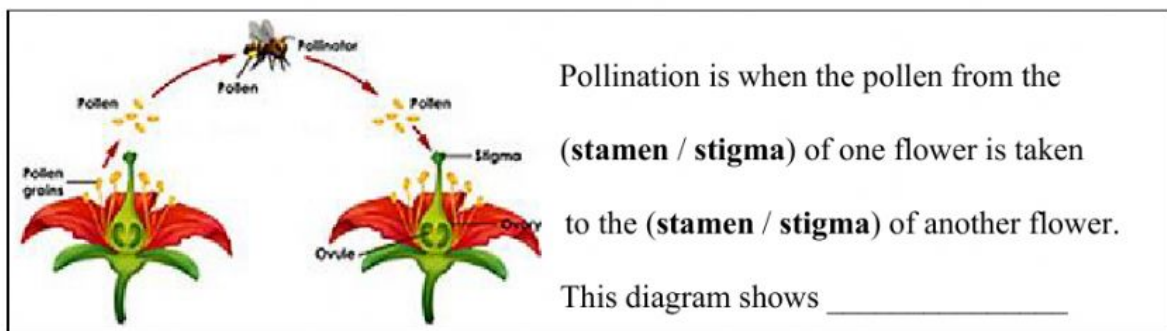 Pollinator
Pollen
Pollen
Pollen
Stigma
Pollen
grains
Ovary
Ovule
Pollination is when the pollen from the
(stamen / stigma) of one flower is taken
to the (stamen / stigma) of another flower.
This diagram shows ________________